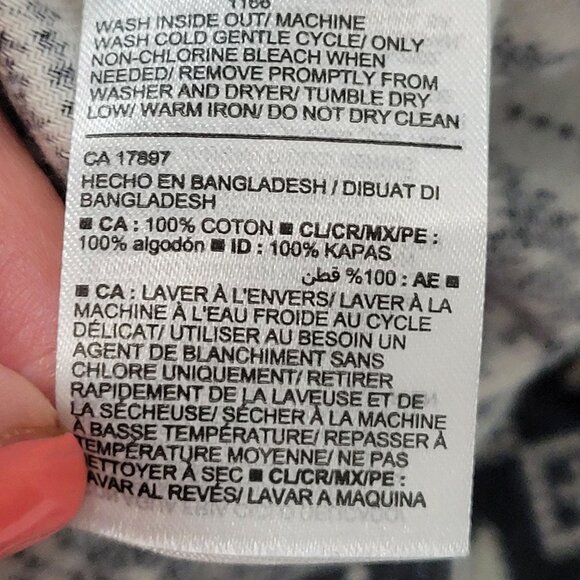 1166
WASH INSIDE OUT/ MACHINE
WASH COLD GENTLE CYCLE/ ONLY
NON-CHLORINE BLEACH WHEN
NEEDED/ REMOVE PROMPTLY FROM
WASHER AND DRYER/ TUMBLE DRY
LOW/ WARM IRON/ DO NOT DRY CLEAN
CA 17897
HECHO EN BANGLADESH / DIBUAT DI
BANGLADESH
■ CA : 100% COTON ■ CL/CR/MX/PE :
100% algodón ■ ID : 100% KAPAS
■ AE : 100% قطن
■ CA : LAVER À L'ENVERS/ LAVER À LA
MACHINE À L'EAU FROIDE AU CYCLE
DÉLICAT/ UTILISER AU BESOIN UN
AGENT DE BLANCHIMENT SANS
CHLORE UNIQUEMENT/ RETIRER
RAPIDEMENT DE LA LAVEUSE ET DE
LA SÉCHEUSE/ SÉCHER À LA MACHINE
À BASSE TEMPÉRATURE/ REPASSER À
TEMPÉRATURE MOYENNE/ NE PAS
NETTOYER À SEC ■ CL/CR/MX/PE :
LAVAR AL REVÉS/ LAVAR A MAQUINA